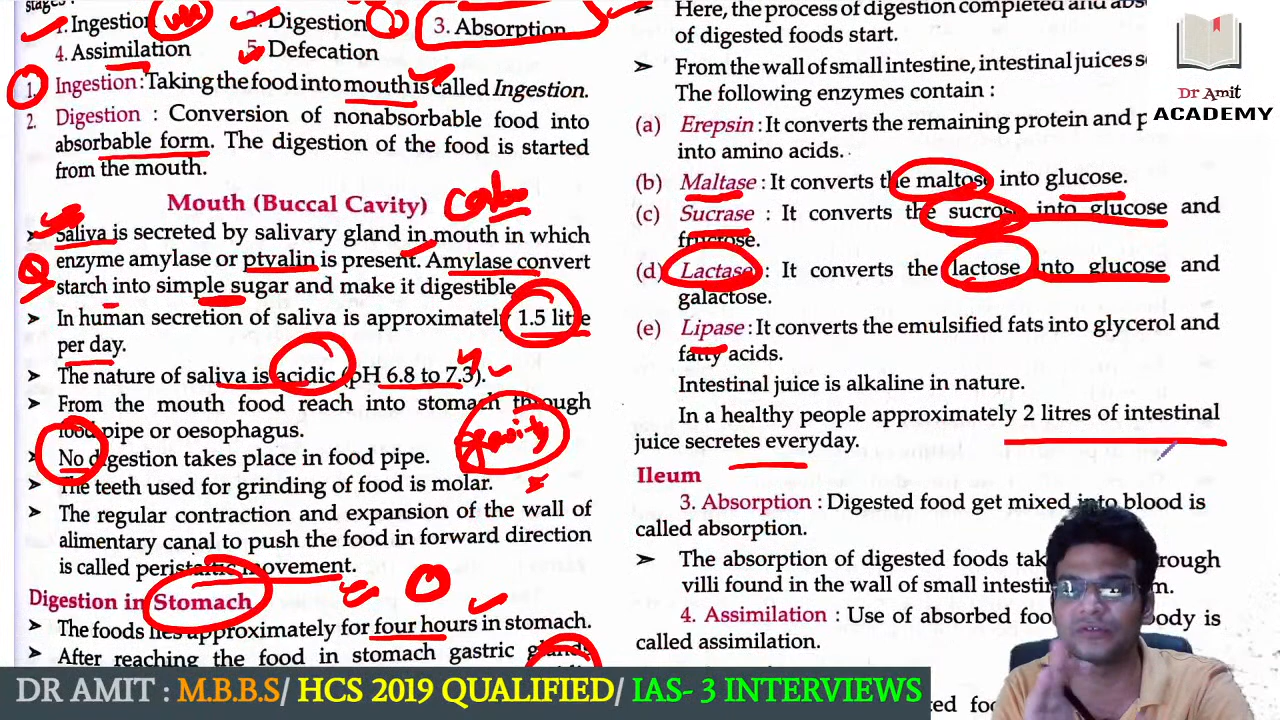 stages :
1. Ingestion 2. Digestion 3. Absorption
4. Assimilation 5. Defecation
1. Ingestion : Taking the food into mouth is called Ingestion.
2. Digestion : Conversion of nonabsorbable food into
absorbable form. The digestion of the food is started
from the mouth.
Mouth (Buccal Cavity)
➤ Saliva is secreted by salivary gland in mouth in which
enzyme amylase or ptyalin is present. Amylase convert
starch into simple sugar and make it digestible
➤ In human secretion of saliva is approximately 1.5 litre
per day.
➤ The nature of saliva is acidic (pH 6.8 to 7.3).
➤ From the mouth food reach into stomach through
food pipe or oesophagus.
➤ No digestion takes place in food pipe.
➤ The teeth used for grinding of food is molar.
➤ The regular contraction and expansion of the wall of
alimentary canal to push the food in forward direction
is called peristaltic movement.
Digestion in Stomach
➤ The foods lies approximately for four hours in stomach.
➤ After reaching the food in stomach gastric glands
➤ Here, the process of digestion completed and
of digested foods start.
➤ From the wall of small intestine, intestinal juices
The following enzymes contain :
(a) Erepsin : It converts the remaining protein and
into amino acids.
(b) Maltase : It converts the maltose into glucose.
(c) Sucrase : It converts the sucrose into glucose and
fructose.
(d) Lactase : It converts the lactose into glucose and
galactose.
(e) Lipase : It converts the emulsified fats into glycerol and
fatty acids.
Intestinal juice is alkaline in nature.
In a healthy people approximately 2 litres of intestinal
juice secretes everyday.
Ileum
3. Absorption : Digested food get mixed into blood is
called absorption.
➤ The absorption of digested foods through
villi found in the wall of small
4. Assimilation : Use of absorbed body is
called assimilation.
Dr Amit
ACADEMY
DR AMIT : M.B.B.S/ HCS 2019 QUALIFIED/ IAS- 3 INTERVIEWS